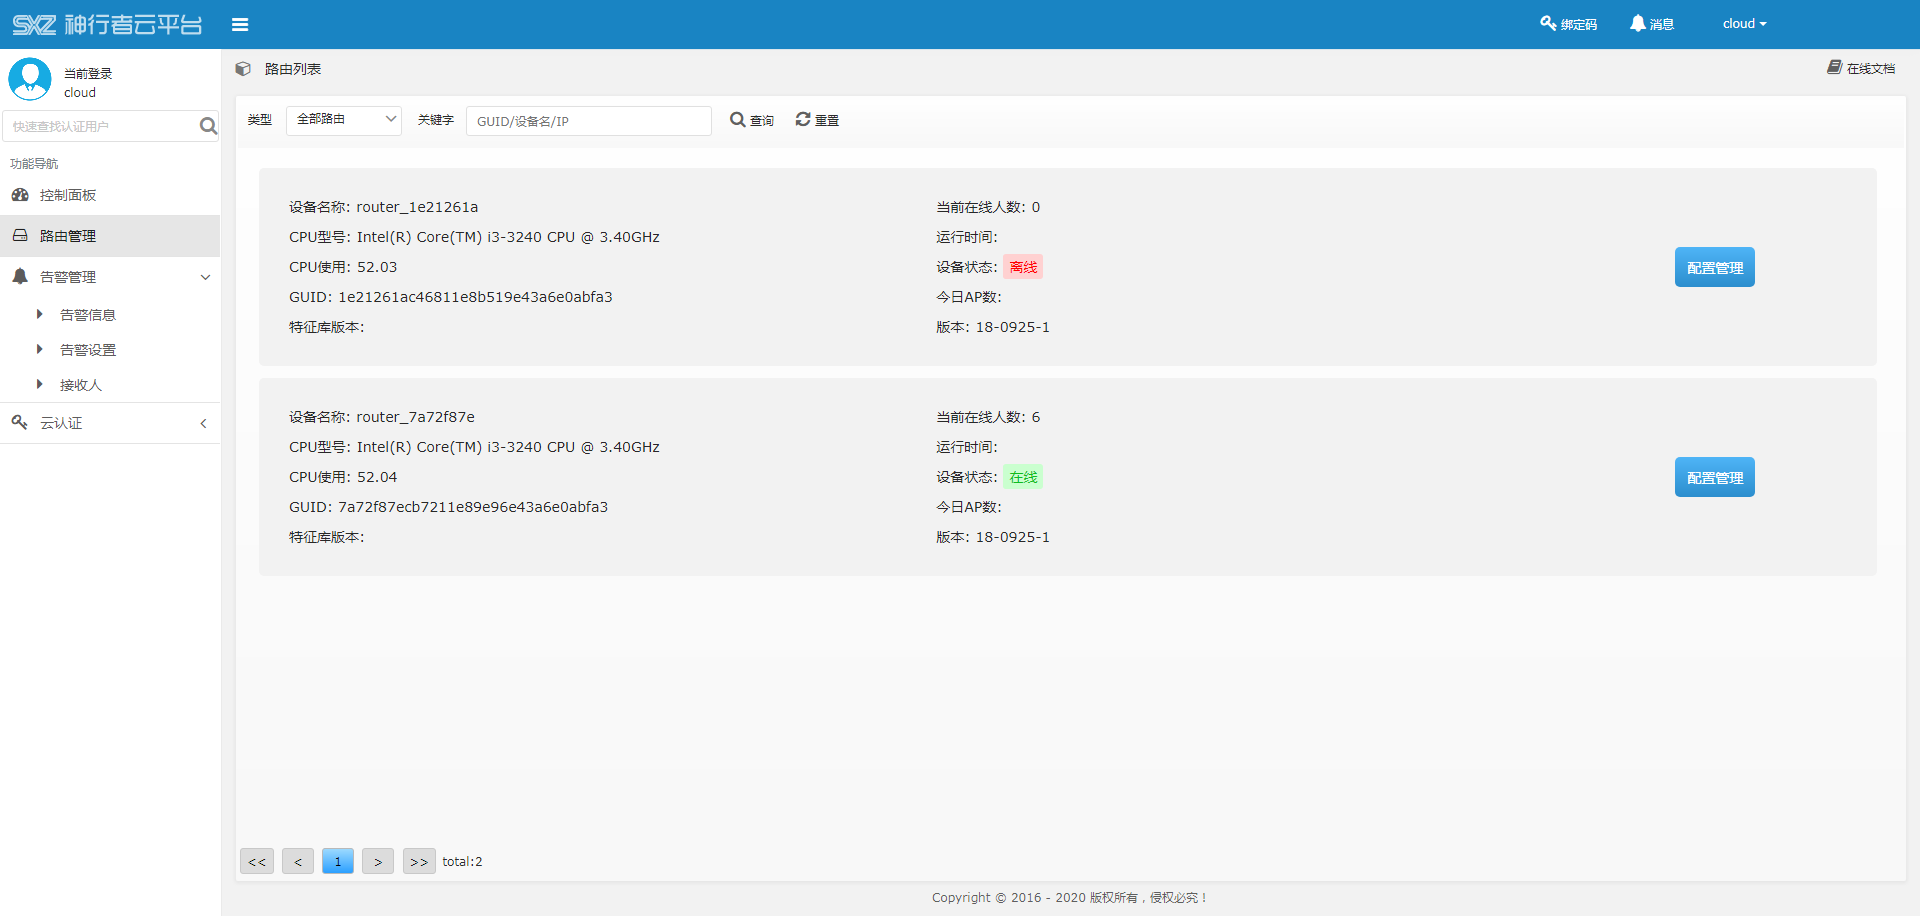 SXZ 神行者云平台
绑定码
消息
cloud
当前登录
cloud
快速查找认证用户
功能导航
控制面板
路由管理
告警管理
告警信息
告警设置
接收人
云认证
路由列表
在线文档
类型
全部路由
关键字
GUID/设备名/IP
查询
重置
设备名称: router_1e21261a
CPU型号: Intel(R) Core(TM) i3-3240 CPU @ 3.40GHz
CPU使用: 52.03
GUID: 1e21261ac46811e8b519e43a6e0abfa3
特征库版本:
当前在线人数: 0
运行时间:
设备状态: 离线
今日AP数:
版本: 18-0925-1
配置管理
设备名称: router_7a72f87e
CPU型号: Intel(R) Core(TM) i3-3240 CPU @ 3.40GHz
CPU使用: 52.04
GUID: 7a72f87ecb7211e89e96e43a6e0abfa3
特征库版本:
当前在线人数: 6
运行时间:
设备状态: 在线
今日AP数:
版本: 18-0925-1
配置管理
<< < 1 > >> total:2
Copyright © 2016 - 2020 版权所有，侵权必究！